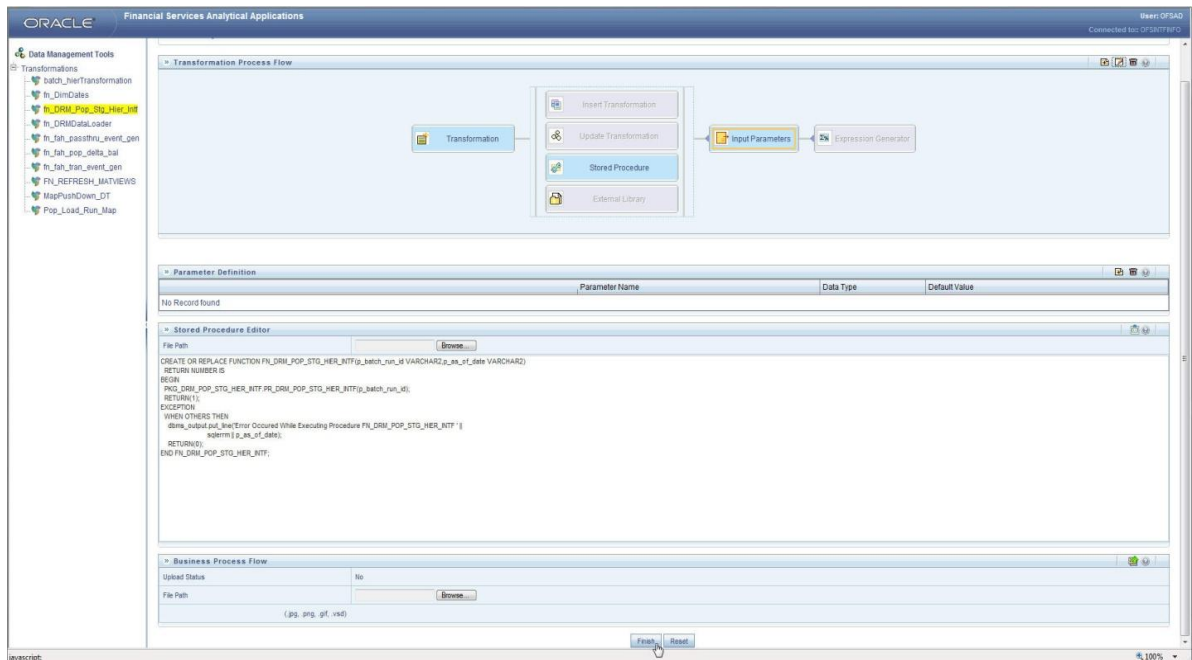 ORACLE Financial Services Analytical Applications
User: OFSAD
Connected to: OFSINTFINFO
Data Management Tools
Transformations
batch_hierTransformation
fn_DimDates
fn_DRM_Pop_Stg_Hier_Intf
fn_DRMDataLoader
fn_fah_passthru_event_gen
fn_fah_pop_delta_bal
fn_fah_tran_event_gen
FN_REFRESH_MATVIEWS
MapPushDown_DT
Pop_Load_Run_Map
» Transformation Process Flow
Transformation
Insert Transformation
Update Transformation
Stored Procedure
External Library
Input Parameters
Expression Generator
» Parameter Definition
Parameter Name Data Type Default Value
No Record found
» Stored Procedure Editor
File Path Browse...
CREATE OR REPLACE FUNCTION FN_DRM_POP_STG_HIER_INTF(p_batch_run_id VARCHAR2,p_as_of_date VARCHAR2)
RETURN NUMBER IS
BEGIN
PKG_DRM_POP_STG_HIER_INTF.PR_DRM_POP_STG_HIER_INTF(p_batch_run_id);
RETURN(1);
EXCEPTION
WHEN OTHERS THEN
dbms_output.put_line('Error Occured While Executing Procedure FN_DRM_POP_STG_HIER_INTF ' ||
sqlerrm || p_as_of_date);
RETURN(0);
END FN_DRM_POP_STG_HIER_INTF;
» Business Process Flow
Upload Status No
File Path Browse...
(.jpg, .png, .gif, .vsd)
Finish Reset
javascript: 100%